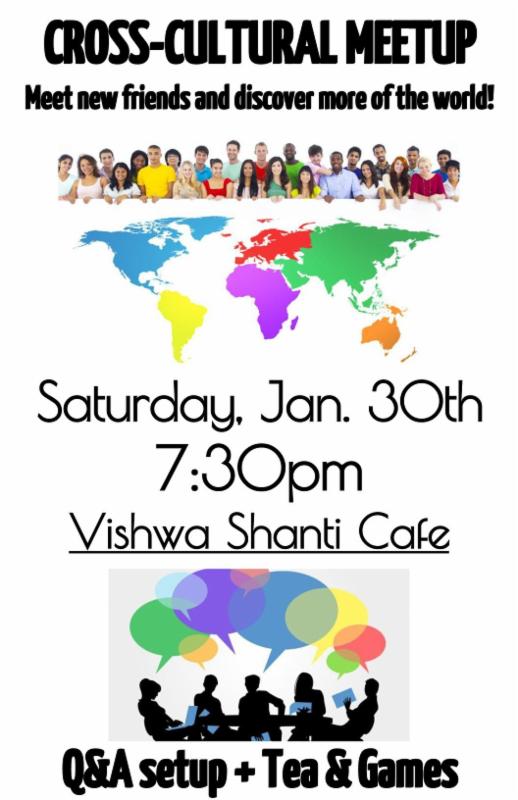 CROSS-CULTURAL MEETUP
Meet new friends and discover more of the world!
Saturday, Jan. 30th
7:30pm
Vishwa Shanti Cafe
Q&A setup + Tea & Games